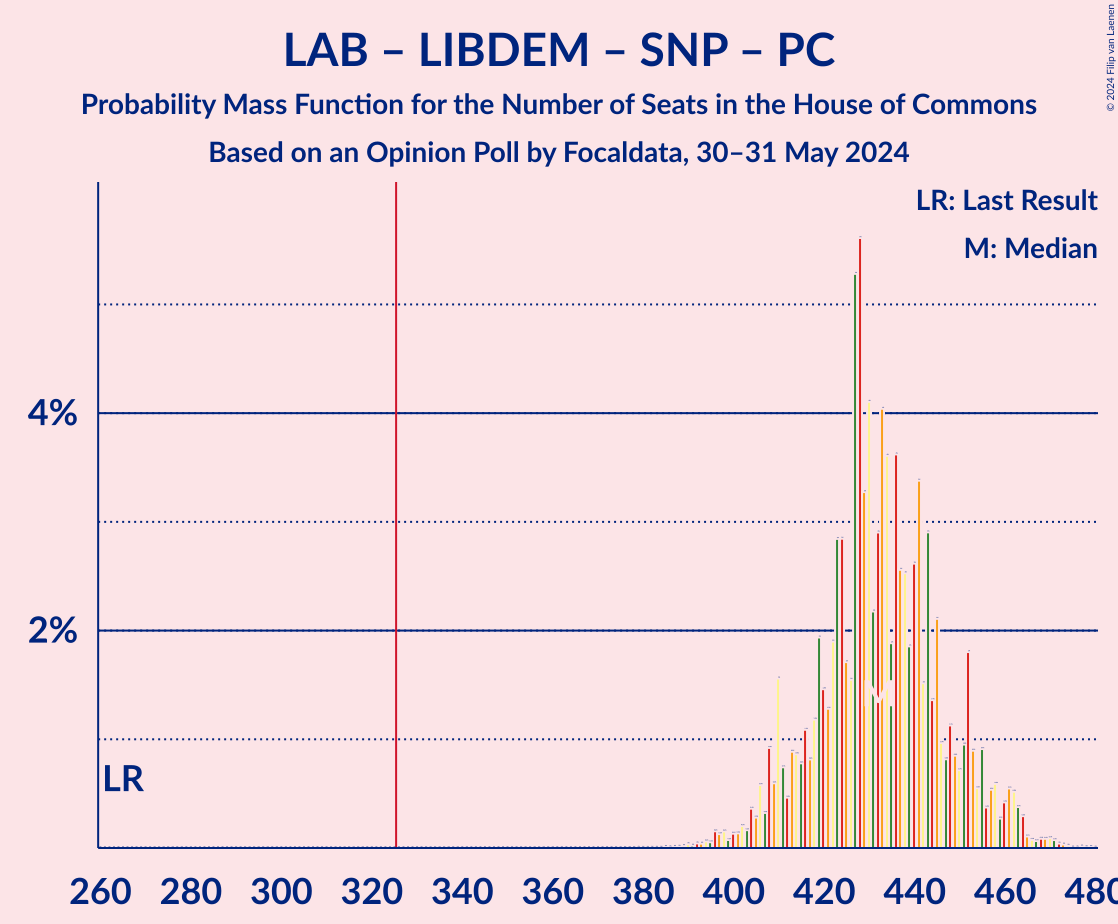 LAB – LIBDEM – SNP – PC
Probability Mass Function for the Number of Seats in the House of Commons
Based on an Opinion Poll by Focaldata, 30–31 May 2024
© 2024 Filip van Laenen
LR: Last Result
M: Median
4%
2%
LR
M
260 280 300 320 340 360 380 400 420 440 460 480